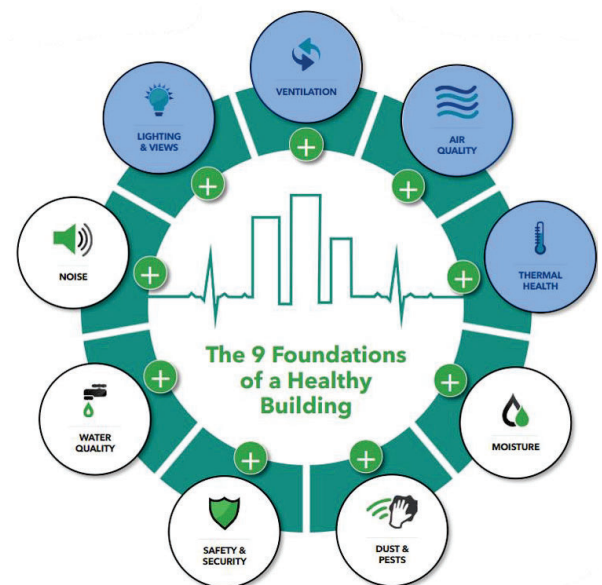 VENTILATION
AIR
QUALITY
THERMAL
HEALTH
MOISTURE
DUST &
PESTS
SAFETY &
SECURITY
WATER
QUALITY
NOISE
LIGHTING
& VIEWS
The 9 Foundations
of a Healthy
Building